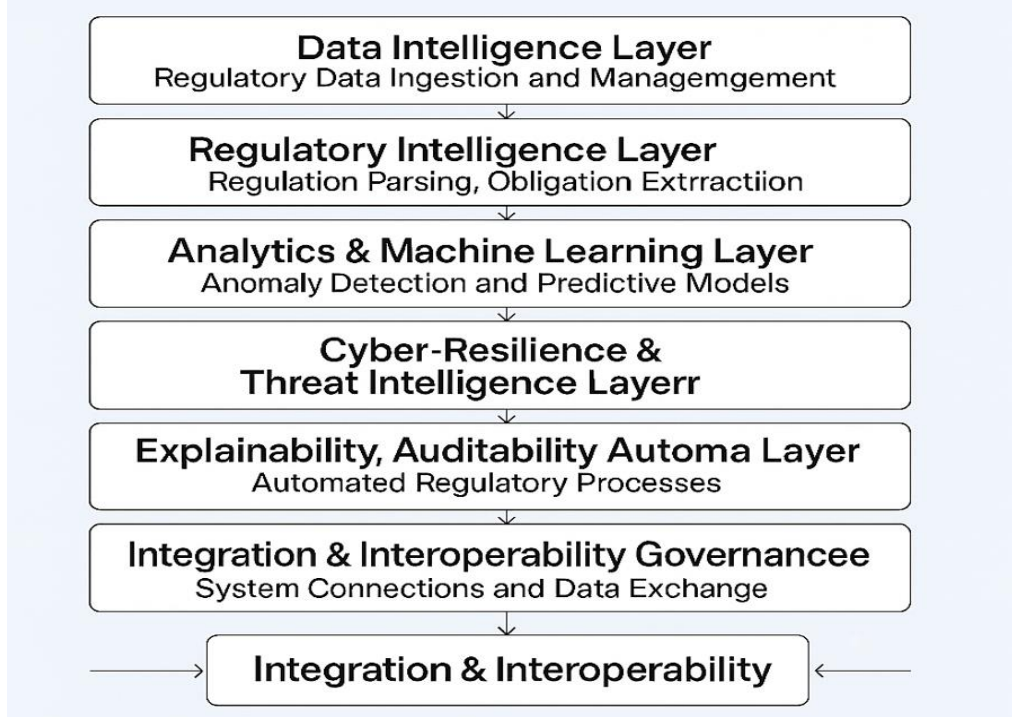 Data Intelligence Layer
Regulatory Data Ingestion and Managemgement
Regulatory Intelligence Layer
Regulation Parsing, Obligation Extrractiion
Analytics & Machine Learning Layer
Anomaly Detection and Predictive Models
Cyber-Resilience &
Threat Intelligence Layerr
Explainability, Auditability Automa Layer
Automated Regulatory Processes
Integration & Interoperability Governancee
System Connections and Data Exchange
Integration & Interoperability